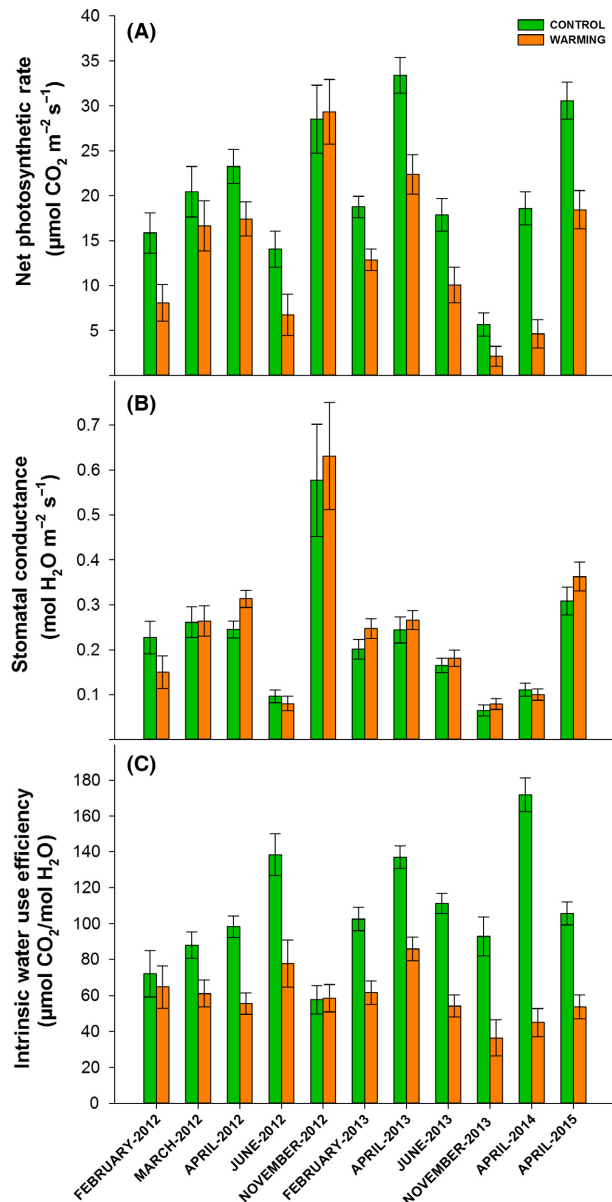 (A)
CONTROL
WARMING
Net photosynthetic rate
(µmol CO₂ m⁻² s⁻¹)
40
35
30
25
20
15
10
5
(B)
Stomatal conductance
(mol H₂O m⁻² s⁻¹)
0.7
0.6
0.5
0.4
0.3
0.2
0.1
(C)
Intrinsic water use efficiency
(µmol CO₂/mol H₂O)
180
160
140
120
100
80
60
40
20
0
FEBRUARY-2012
MARCH-2012
APRIL-2012
JUNE-2012
NOVEMBER-2012
FEBRUARY-2013
APRIL-2013
JUNE-2013
NOVEMBER-2013
APRIL-2014
APRIL-2015